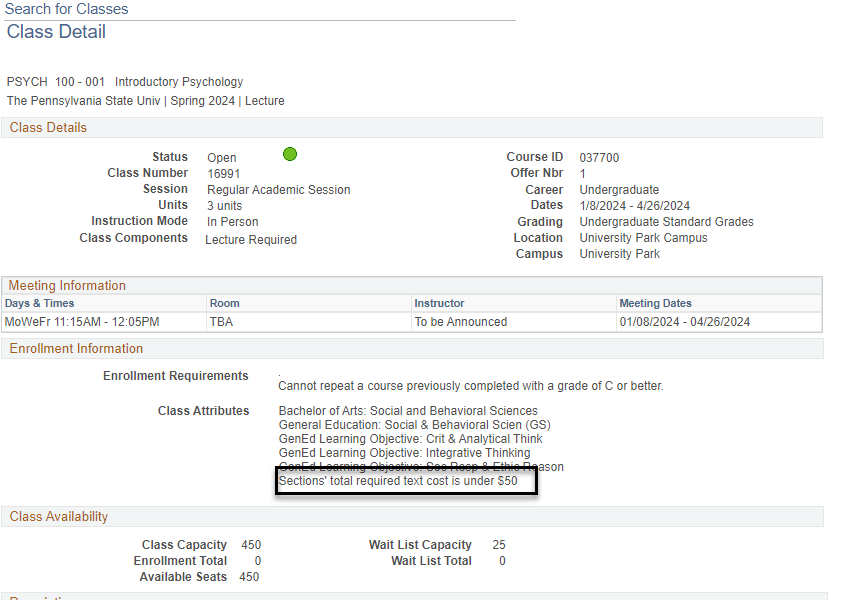 Search for Classes
Class Detail
PSYCH 100 - 001 Introductory Psychology
The Pennsylvania State Univ | Spring 2024 | Lecture
Class Details
Status Open
Class Number 16991
Session Regular Academic Session
Units 3 units
Instruction Mode In Person
Class Components Lecture Required
Course ID 037700
Offer Nbr 1
Career Undergraduate
Dates 1/8/2024 - 4/26/2024
Grading Undergraduate Standard Grades
Location University Park Campus
Campus University Park
Meeting Information
Days & Times Room Instructor Meeting Dates
MoWeFr 11:15AM - 12:05PM TBA To be Announced 01/08/2024 - 04/26/2024
Enrollment Information
Enrollment Requirements .
Cannot repeat a course previously completed with a grade of C or better.
Class Attributes Bachelor of Arts: Social and Behavioral Sciences
General Education: Social & Behavioral Scien (GS)
GenEd Learning Objective: Crit & Analytical Think
GenEd Learning Objective: Integrative Thinking
GenEd Learning Objective: Soc Resp & Ethic Reason
Sections' total required text cost is under $50
Class Availability
Class Capacity 450 Wait List Capacity 25
Enrollment Total 0 Wait List Total 0
Available Seats 450